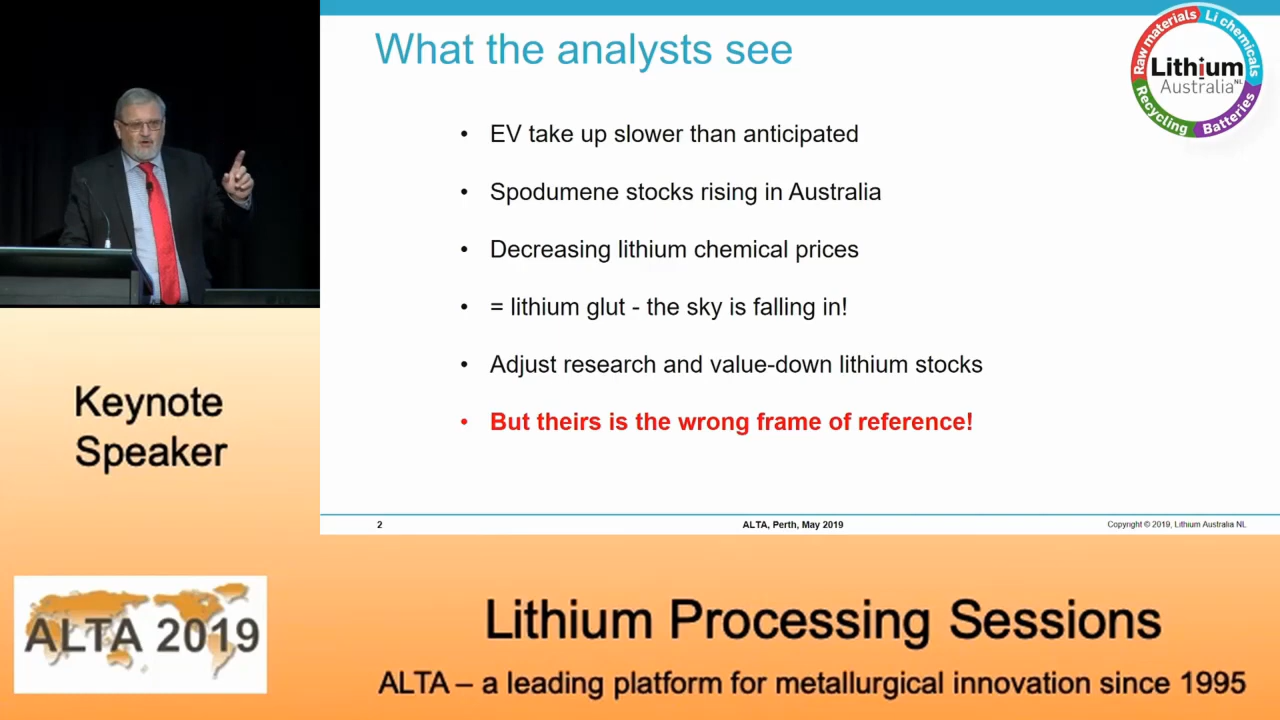 What the analysts see
Raw materials
Li chemicals
Lithium
Australia NL
Recycling
Batteries
• EV take up slower than anticipated
• Spodumene stocks rising in Australia
• Decreasing lithium chemical prices
• = lithium glut - the sky is falling in!
• Adjust research and value-down lithium stocks
• But theirs is the wrong frame of reference!
2
ALTA, Perth, May 2019
Copyright © 2019, Lithium Australia NL
Keynote
Speaker
ALTA 2019
Lithium Processing Sessions
ALTA – a leading platform for metallurgical innovation since 1995